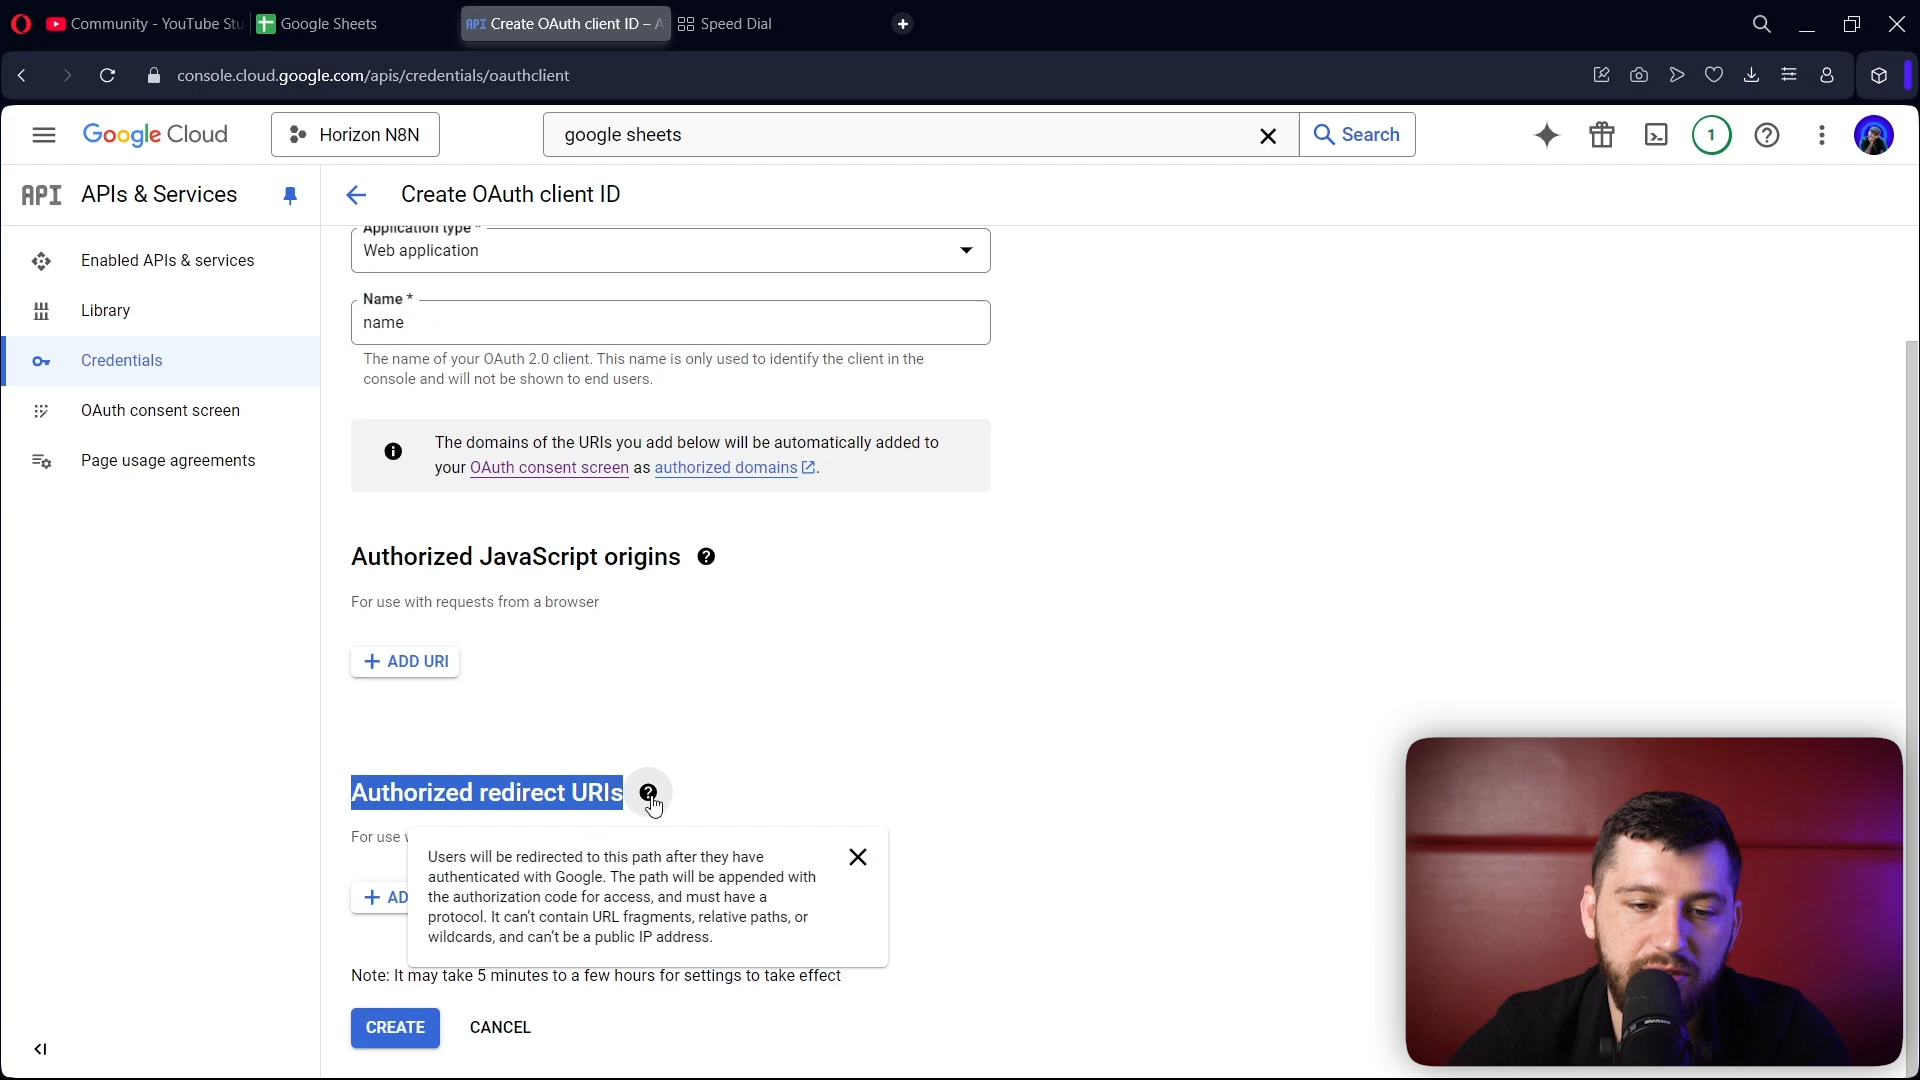 Community - YouTube Stu
Google Sheets
API Create OAuth client ID – A
Speed Dial
console.cloud.google.com/apis/credentials/oauthclient
Google Cloud
Horizon N8N
google sheets
Search
1
API APIs & Services
Create OAuth client ID
Enabled APIs & services
Library
Credentials
OAuth consent screen
Page usage agreements
Application type *
Web application
Name *
name
The name of your OAuth 2.0 client. This name is only used to identify the client in the
console and will not be shown to end users.
The domains of the URIs you add below will be automatically added to
your OAuth consent screen as authorized domains.
Authorized JavaScript origins
For use with requests from a browser
+ ADD URI
Authorized redirect URIs
For use
Users will be redirected to this path after they have
authenticated with Google. The path will be appended with
the authorization code for access, and must have a
protocol. It can't contain URL fragments, relative paths, or
wildcards, and can't be a public IP address.
+ AD
Note: It may take 5 minutes to a few hours for settings to take effect
CREATE
CANCEL